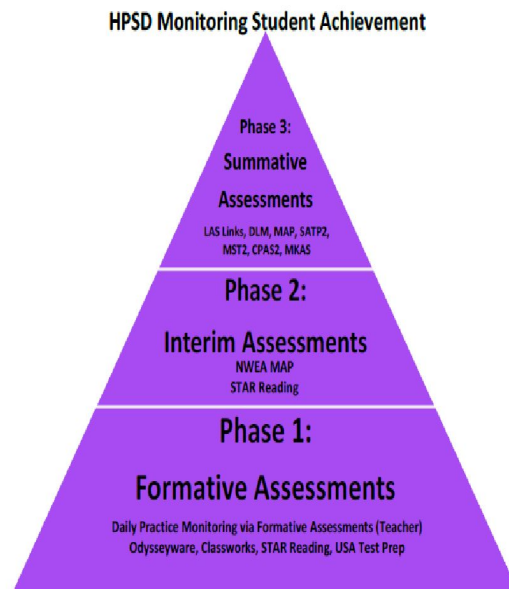 HPSD Monitoring Student Achievement
Phase 3:
Summative
Assessments
LAS Links, DLM, MAP, SATP2,
MST2, CPAS2, MKAS
Phase 2:
Interim Assessments
NWEA MAP
STAR Reading
Phase 1:
Formative Assessments
Daily Practice Monitoring via Formative Assessments (Teacher)
Odysseyware, Classworks, STAR Reading, USA Test Prep